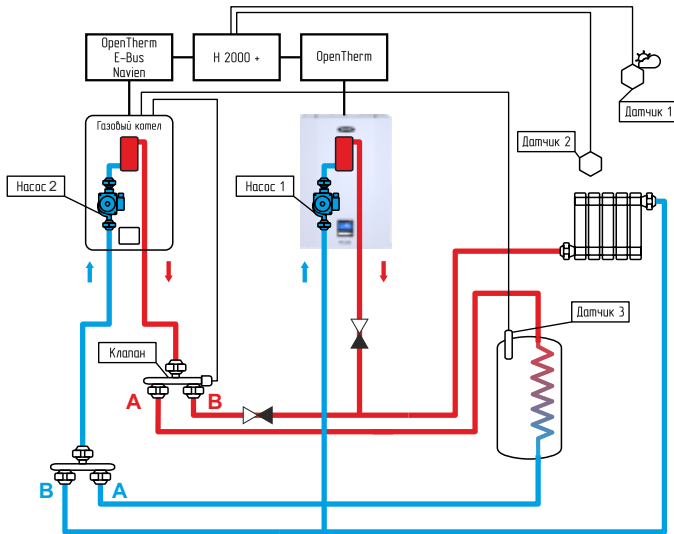 OpenTherm
E-Bus
Navien
H 2000 +
OpenTherm
Датчик 1
Газовый котел
Датчик 2
Насос 2
Насос 1
Датчик 3
Клапан
A
B
B
A